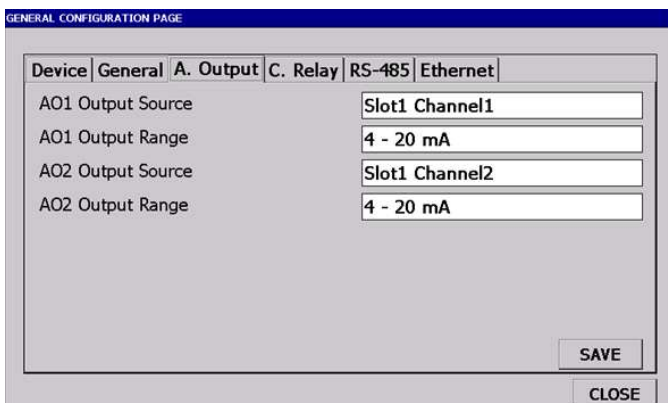 GENERAL CONFIGURATION PAGE
Device General A. Output C. Relay RS-485 Ethernet
AO1 Output Source Slot1 Channel1
AO1 Output Range 4 - 20 mA
AO2 Output Source Slot1 Channel2
AO2 Output Range 4 - 20 mA
SAVE
CLOSE